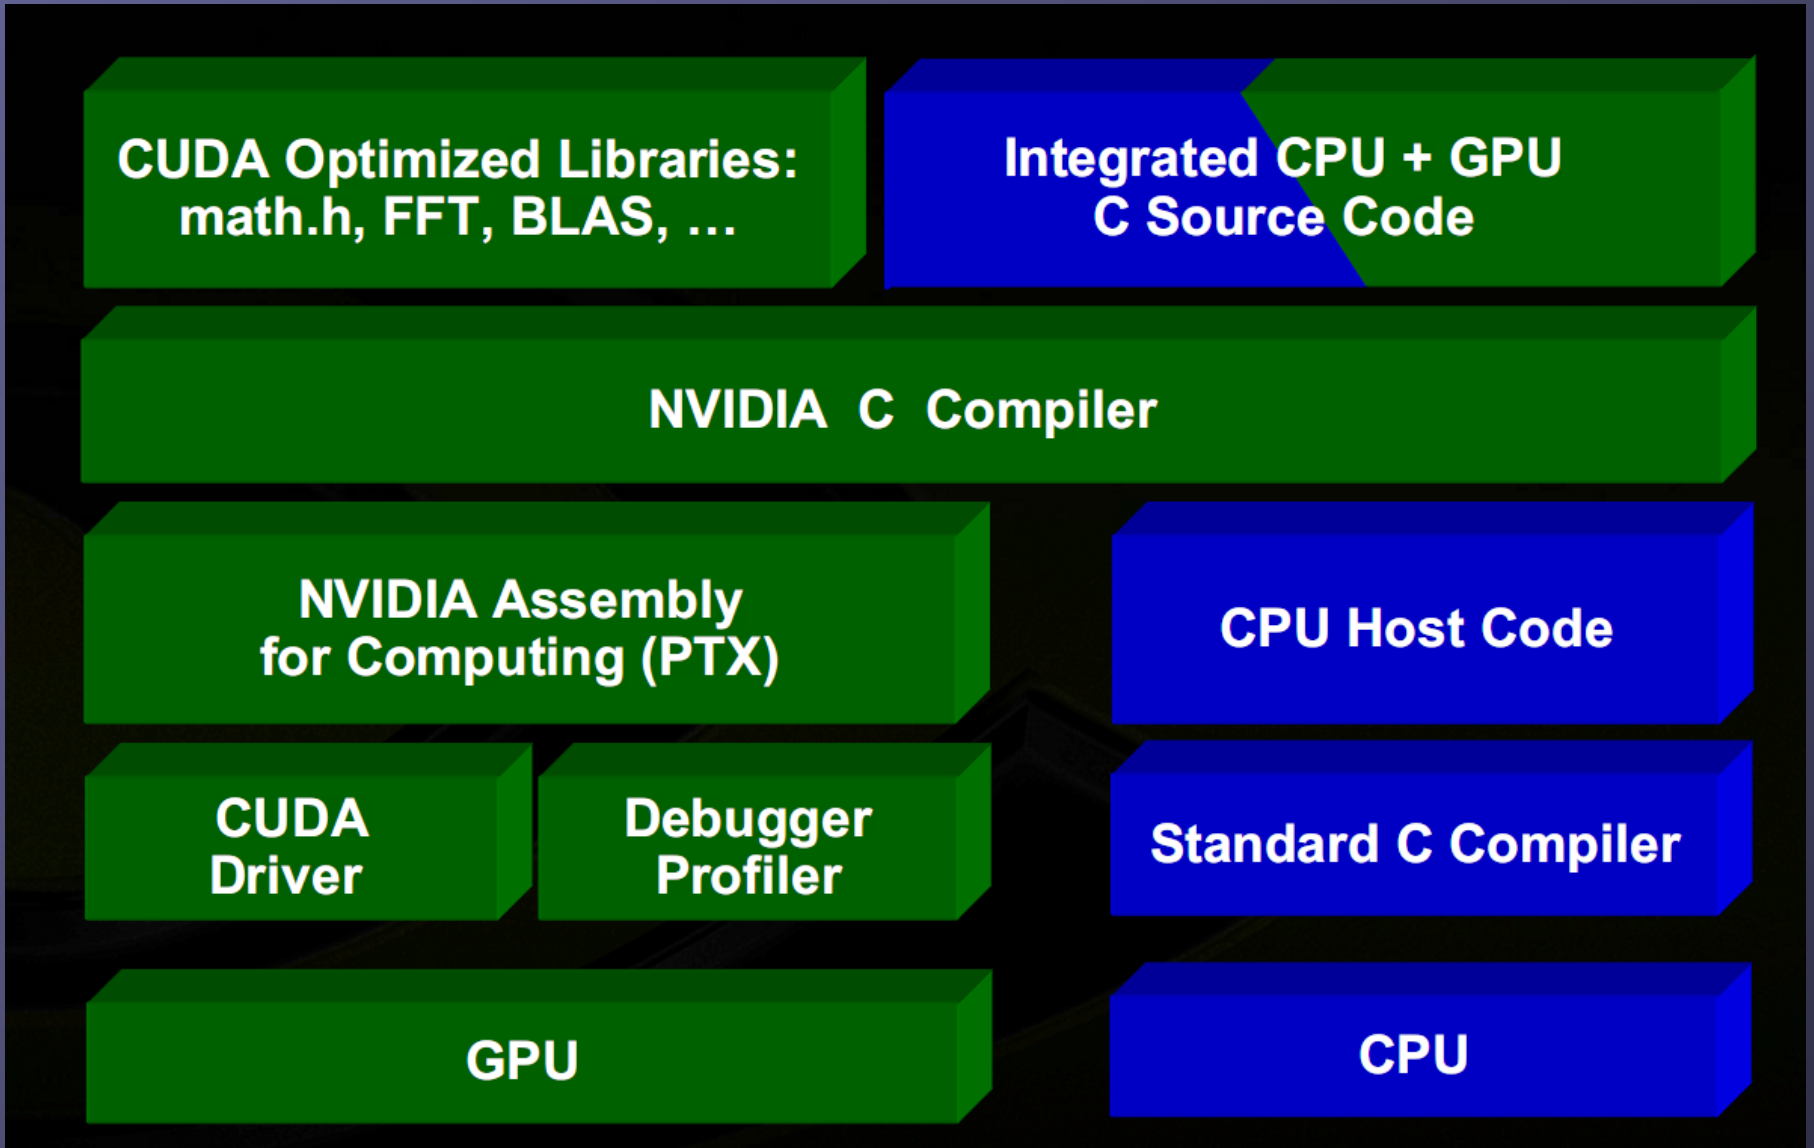 CUDA Optimized Libraries:
math.h, FFT, BLAS, …
Integrated CPU + GPU
C Source Code
NVIDIA C Compiler
NVIDIA Assembly
for Computing (PTX)
CPU Host Code
CUDA
Driver
Debugger
Profiler
Standard C Compiler
GPU
CPU